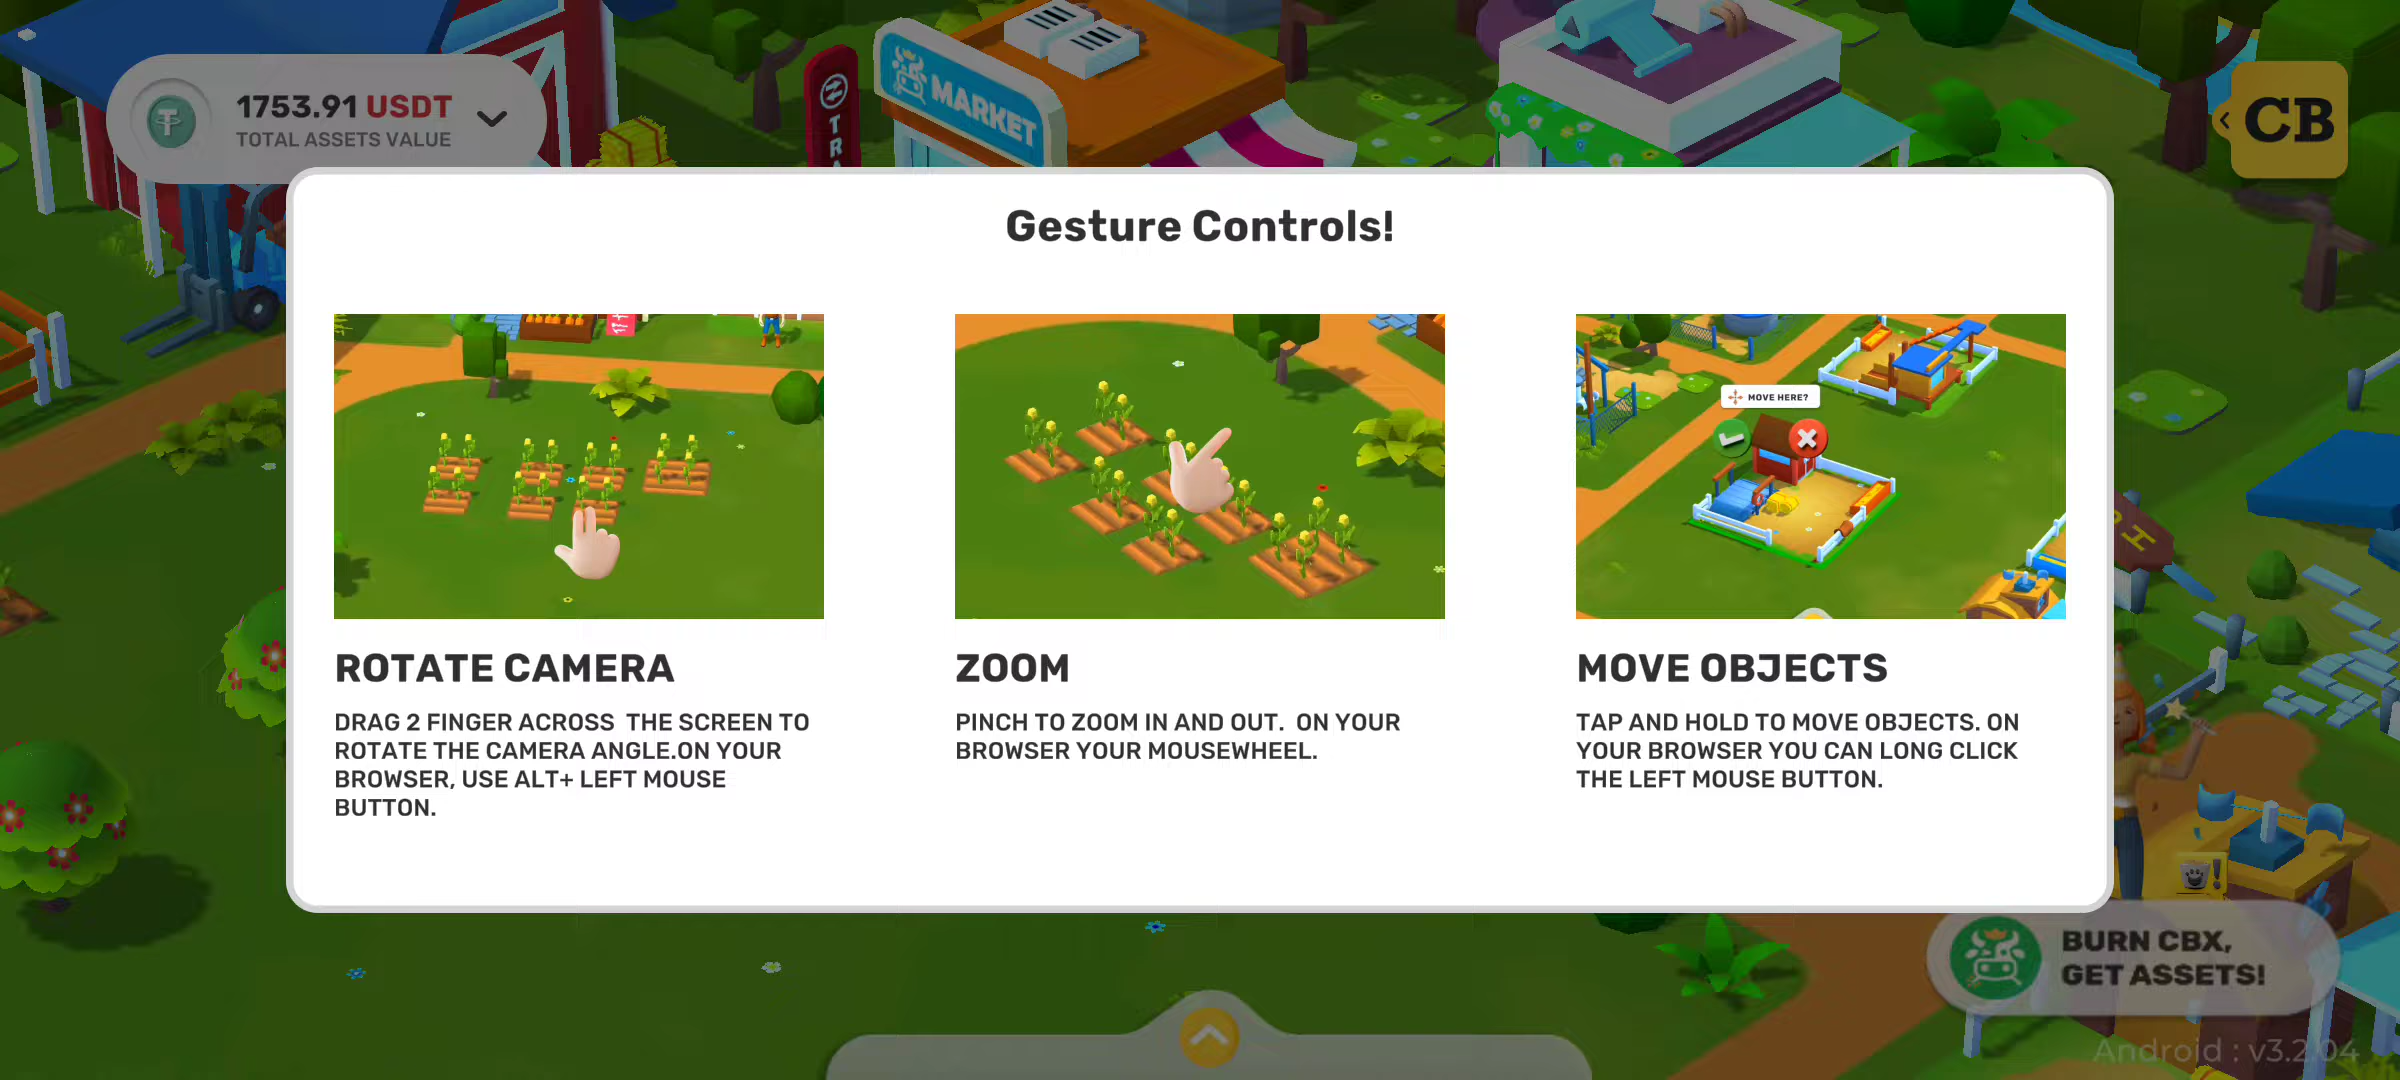 1753.91 USDT
TOTAL ASSETS VALUE
TRA
MARKET
CB
Gesture Controls!
MOVE HERE?
ROTATE CAMERA
DRAG 2 FINGER ACROSS THE SCREEN TO
ROTATE THE CAMERA ANGLE.ON YOUR
BROWSER, USE ALT+ LEFT MOUSE
BUTTON.
ZOOM
PINCH TO ZOOM IN AND OUT. ON YOUR
BROWSER YOUR MOUSEWHEEL.
MOVE OBJECTS
TAP AND HOLD TO MOVE OBJECTS. ON
YOUR BROWSER YOU CAN LONG CLICK
THE LEFT MOUSE BUTTON.
BURN CBX,
GET ASSETS!
Android : v3.2.04